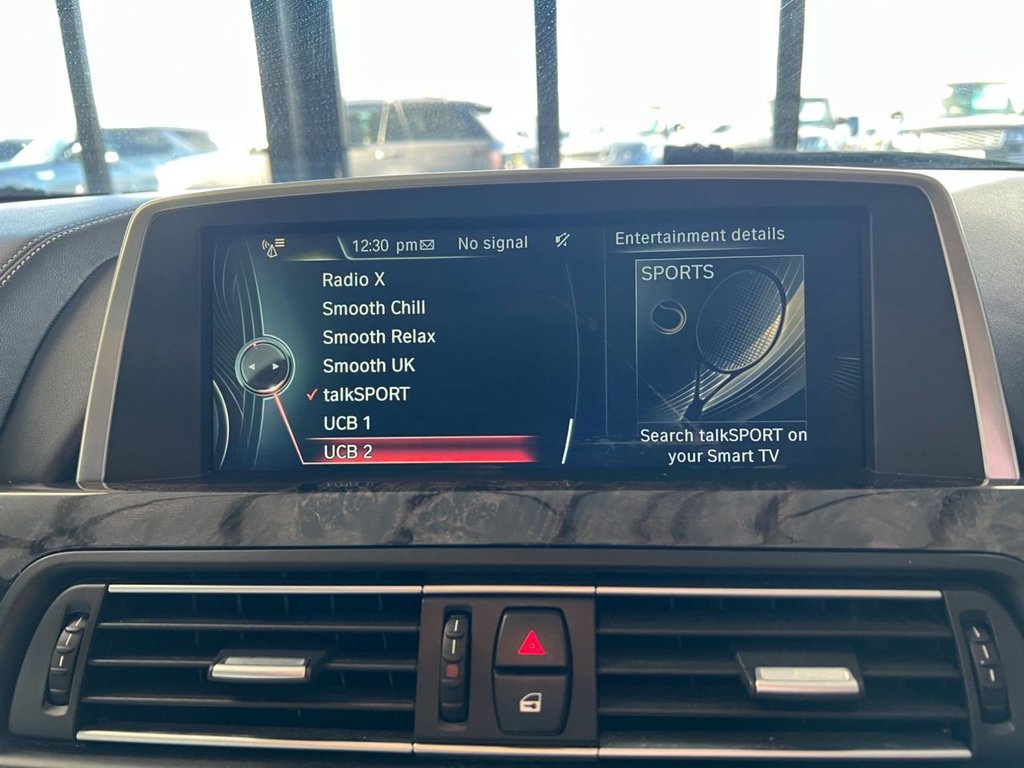 12:30 pm No signal
Radio X
Smooth Chill
Smooth Relax
Smooth UK
talkSPORT
UCB 1
UCB 2
Entertainment details
SPORTS
Search talkSPORT on
your Smart TV